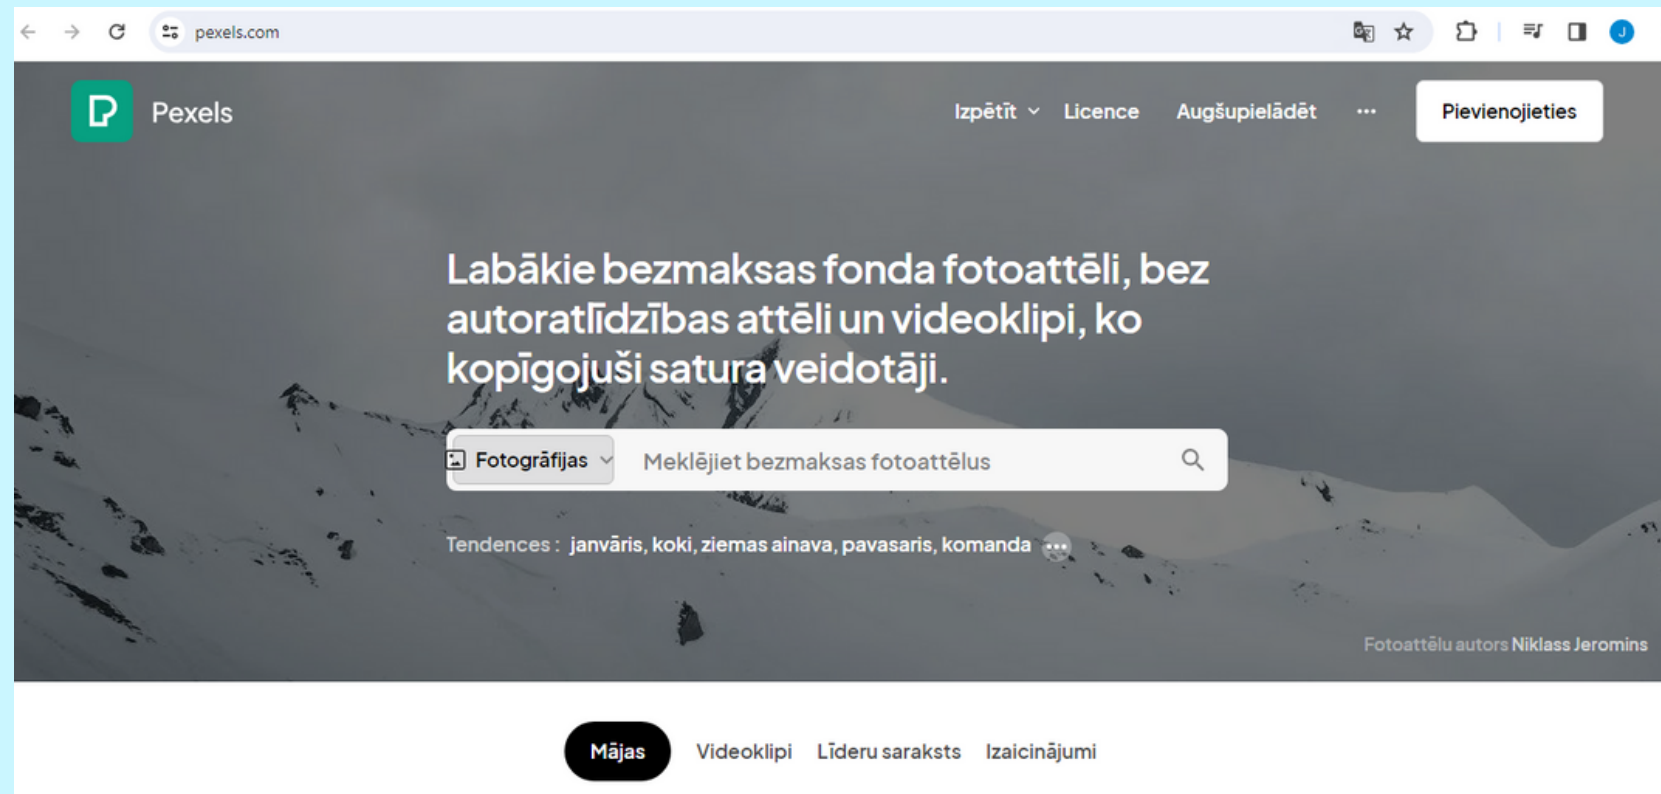 pexels.com
J
Pexels
Izpētīt
Licence
Augšupielādēt
Pievienojieties
Labākie bezmaksas fonda fotoattēli, bez
autoratlīdzības attēli un videoklipi, ko
kopīgojuši satura veidotāji.
Fotogrāfijas
Meklējiet bezmaksas fotoattēlus
Tendences : janvāris, koki, ziemas ainava, pavasaris, komanda
Fotoattēlu autors Niklass Jeromins
Mājas
Videoklipi
Līderu saraksts
Izaicinājumi